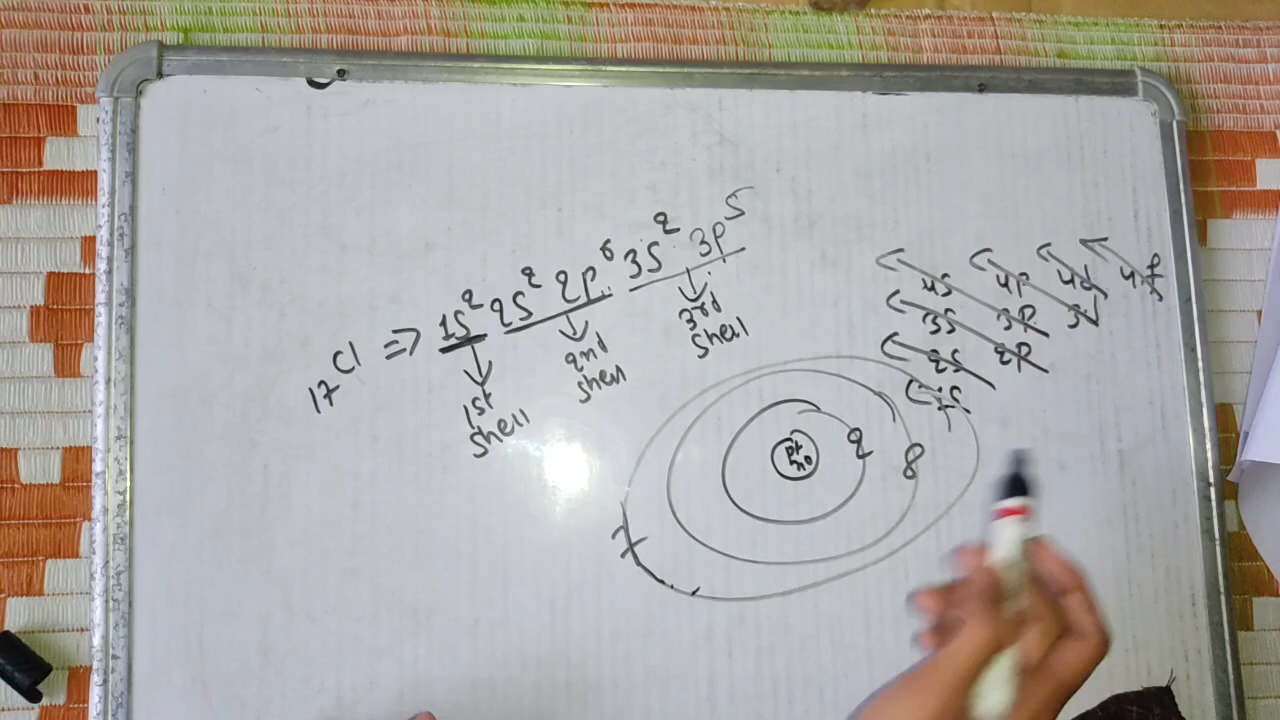 17Cl => 1s² 2s² 2p⁶ 3s² 3p⁵
1st
shell
2nd
shell
3rd
shell
4s 4p 4d 4f
3s 3p 3d
2s 2p
1s
2 8
7